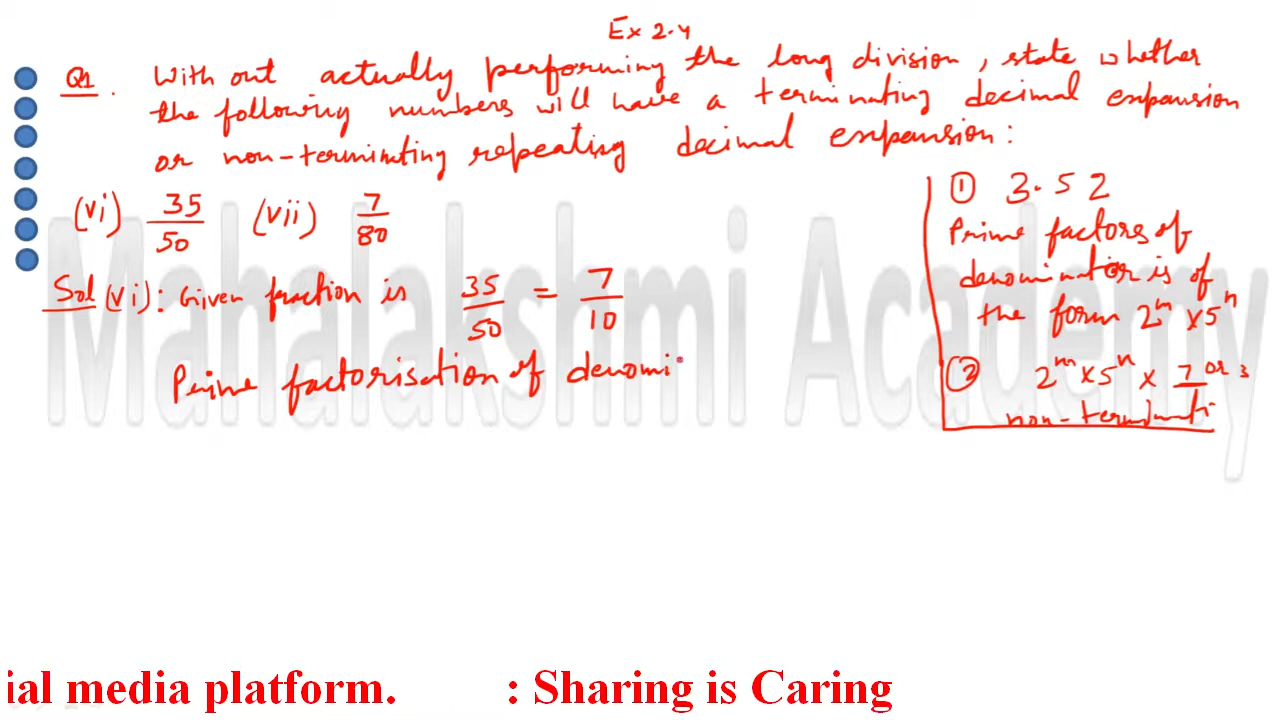 Ex 2.4
Q1. With out actually performing the long division, state whether
the following numbers will have a terminating decimal expansion
or non-terminating repeating decimal expansion:
(vi) 35/50 (vii) 7/80
Sol (vi): Given fraction is 35/50 = 7/10
Prime factorisation of denomi
① 3.52
Prime factors of
denominator is of
the form 2^m × 5^n
② 2^m × 5^n × 7 or 3
non-terminati
Mahalakshmi Academy
ial media platform. : Sharing is Caring